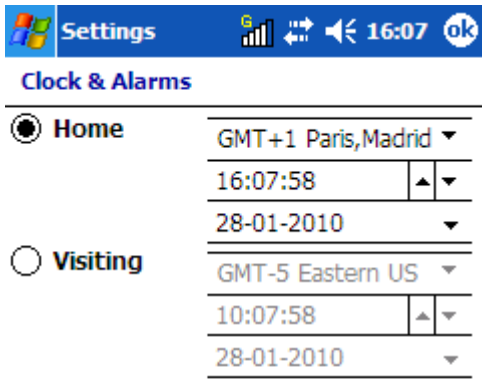 Settings G 16:07 ok
Clock & Alarms
Home GMT+1 Paris,Madrid
16:07:58
28-01-2010
Visiting GMT-5 Eastern US
10:07:58
28-01-2010